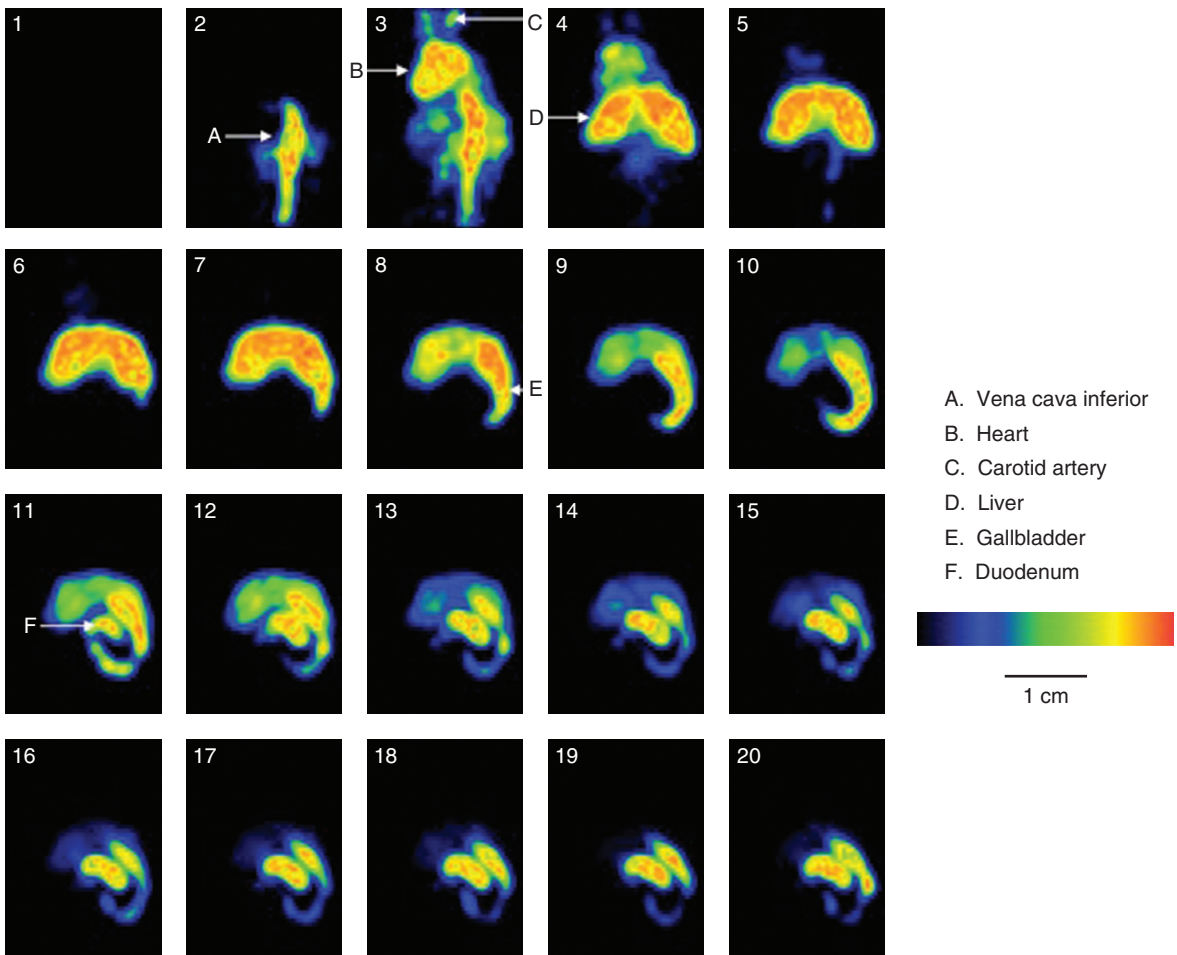 1
2
3
4
5
A
B
C
D
6
7
8
9
10
E
11
12
13
14
15
F
16
17
18
19
20
A. Vena cava inferior
B. Heart
C. Carotid artery
D. Liver
E. Gallbladder
F. Duodenum
1 cm